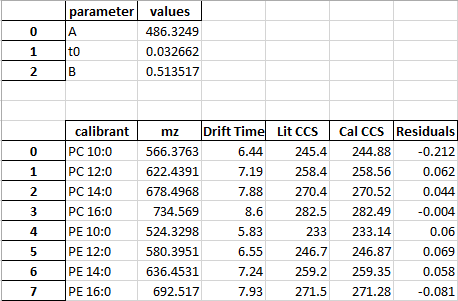 parameter values
0 A 486.3249
1 t0 0.032662
2 B 0.513517
calibrant mz Drift Time Lit CCS Cal CCS Residuals
0 PC 10:0 566.3763 6.44 245.4 244.88 -0.212
1 PC 12:0 622.4391 7.19 258.4 258.56 0.062
2 PC 14:0 678.4968 7.88 270.4 270.52 0.044
3 PC 16:0 734.569 8.6 282.5 282.49 -0.004
4 PE 10:0 524.3298 5.83 233 233.14 0.06
5 PE 12:0 580.3951 6.55 246.7 246.87 0.069
6 PE 14:0 636.4531 7.24 259.2 259.35 0.058
7 PE 16:0 692.517 7.93 271.5 271.28 -0.081